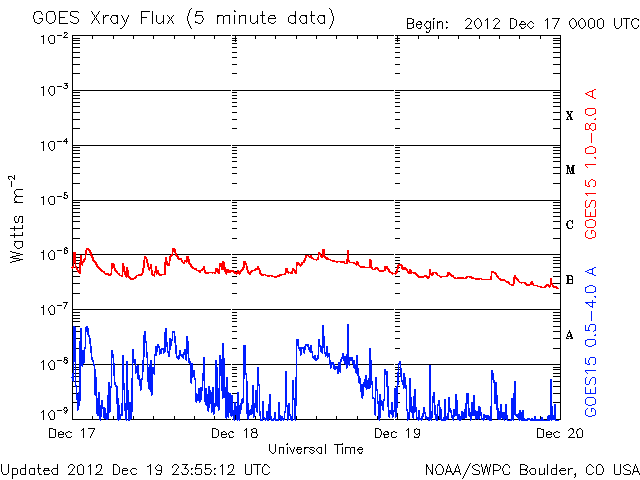 GOES Xray Flux (5 minute data)
Begin: 2012 Dec 17 0000 UTC
10⁻²
10⁻³
10⁻⁴
10⁻⁵
10⁻⁶
10⁻⁷
10⁻⁸
10⁻⁹
Watts m⁻²
X
M
C
B
A
GOES15 1.0-8.0 A
GOES15 0.5-4.0 A
Dec 17
Dec 18
Dec 19
Dec 20
Universal Time
Updated 2012 Dec 19 23:55:12 UTC
NOAA/SWPC Boulder, CO USA